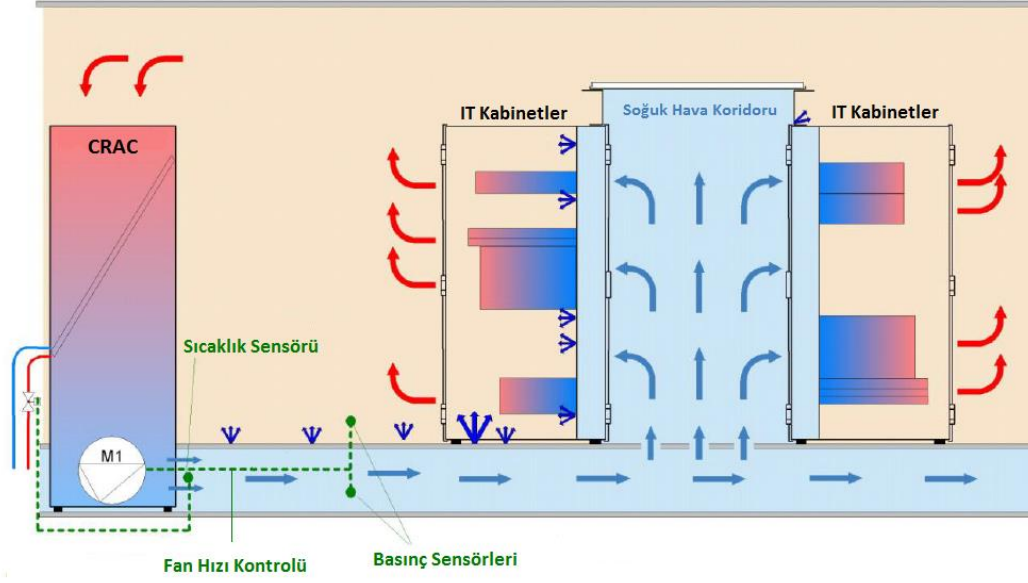 IT Kabinetler
Soğuk Hava Koridoru
IT Kabinetler
CRAC
Sıcaklık Sensörü
M1
Fan Hızı Kontrolü
Basınç Sensörleri